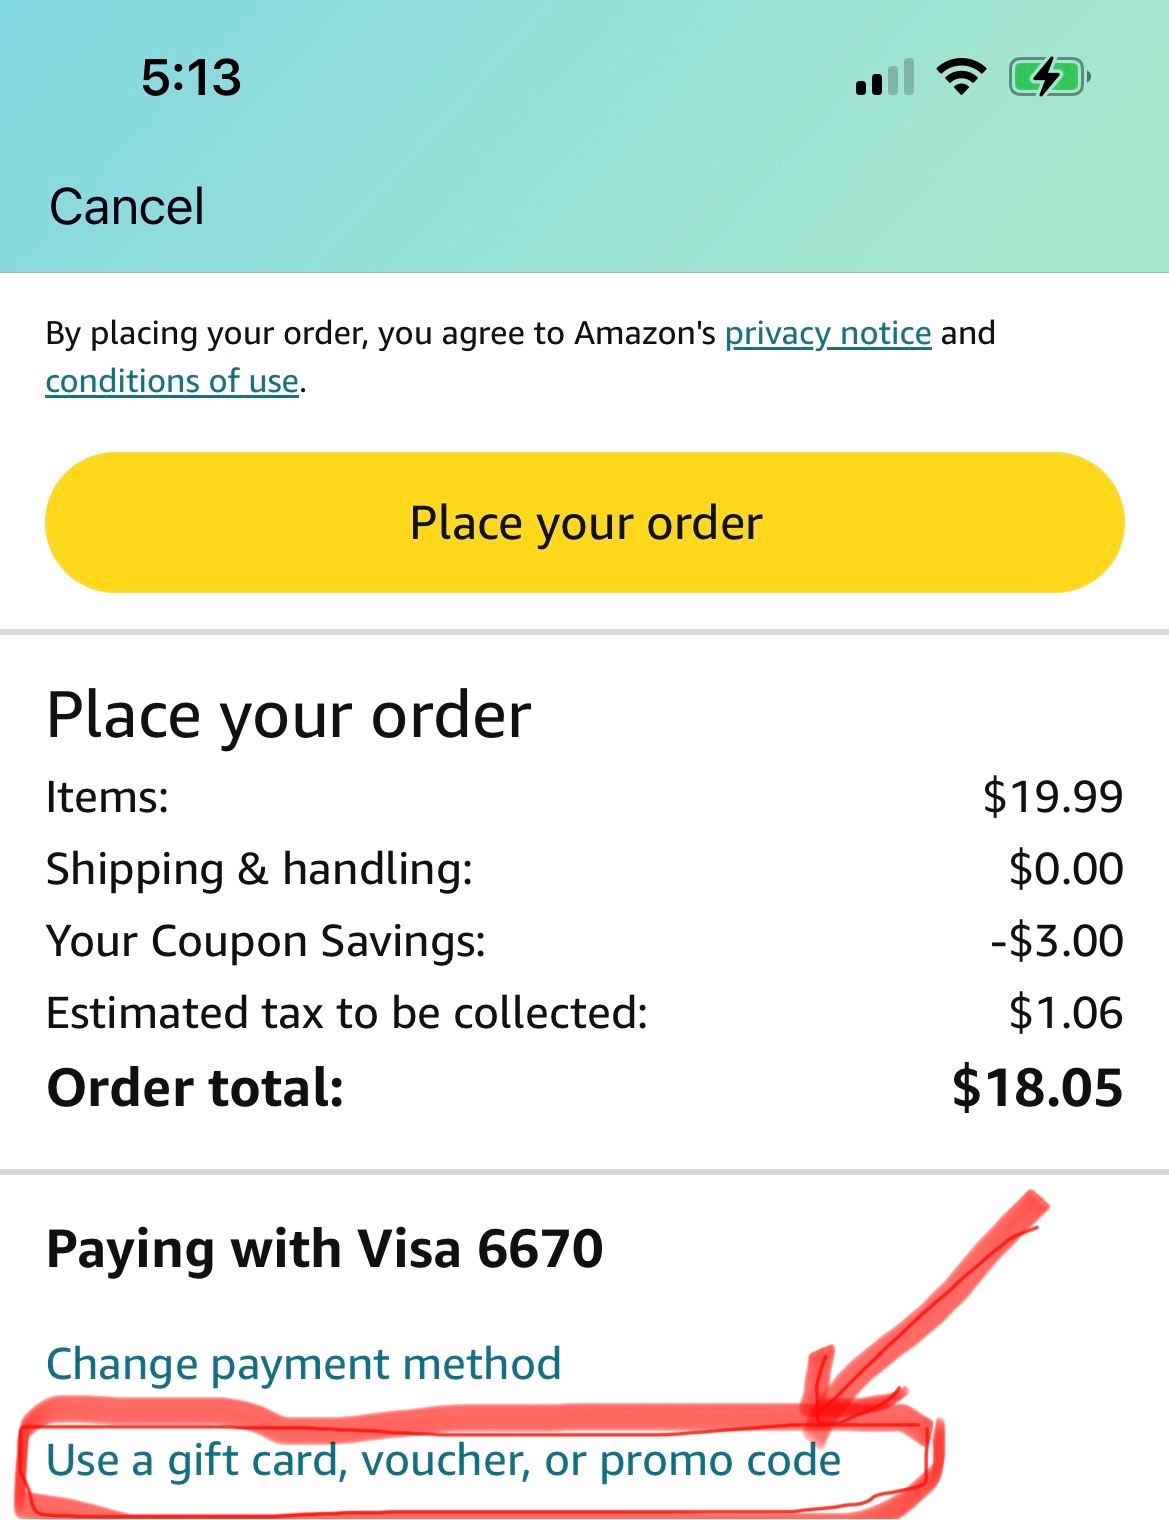 5:13
Cancel
By placing your order, you agree to Amazon's privacy notice and
conditions of use.
Place your order
Place your order
Items: $19.99
Shipping & handling: $0.00
Your Coupon Savings: -$3.00
Estimated tax to be collected: $1.06
Order total: $18.05
Paying with Visa 6670
Change payment method
Use a gift card, voucher, or promo code